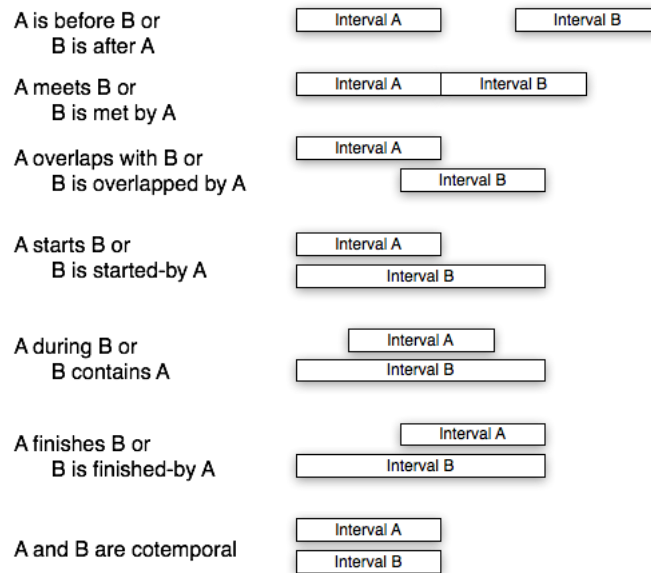 A is before B or
B is after A
Interval A
Interval B
A meets B or
B is met by A
Interval A
Interval B
A overlaps with B or
B is overlapped by A
Interval A
Interval B
A starts B or
B is started-by A
Interval A
Interval B
A during B or
B contains A
Interval A
Interval B
A finishes B or
B is finished-by A
Interval A
Interval B
A and B are cotemporal
Interval A
Interval B